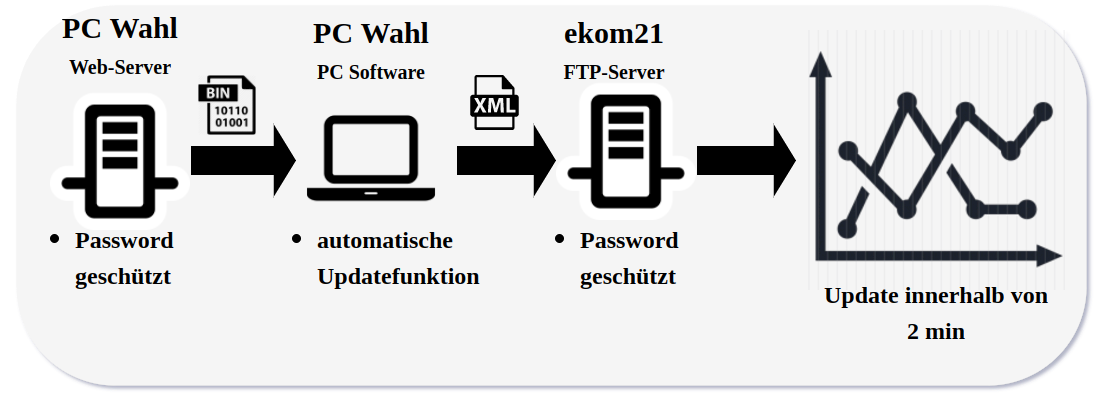 PC Wahl
Web-Server
BIN
10110
01001
Password
geschützt
PC Wahl
PC Software
XML
automatische
Updatefunktion
ekom21
FTP-Server
Password
geschützt
Update innerhalb von
2 min